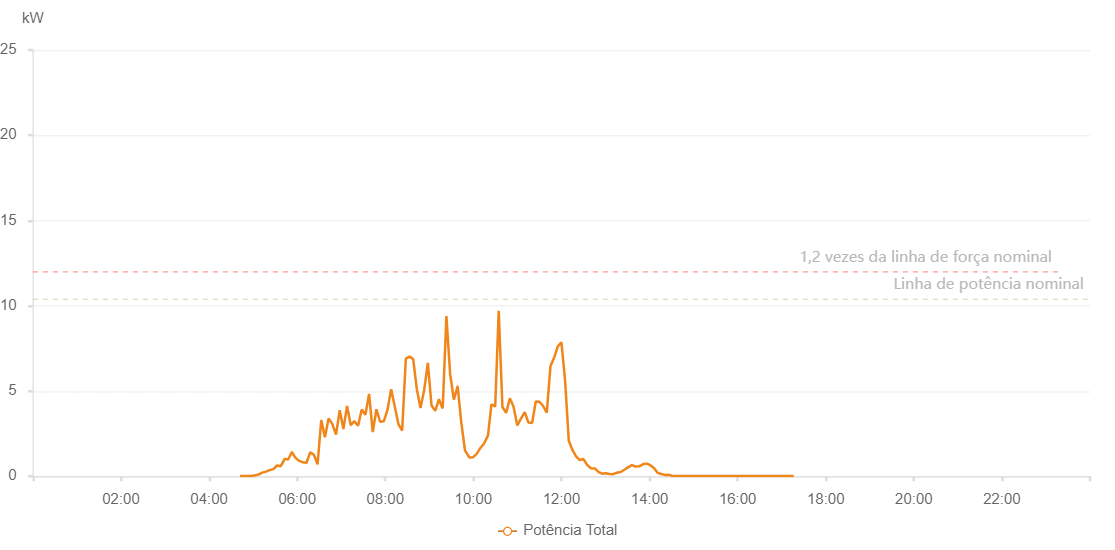 kW
25
20
15
1,2 vezes da linha de força nominal
Linha de potência nominal
10
5
0
02:00 04:00 06:00 08:00 10:00 12:00 14:00 16:00 18:00 20:00 22:00
Potência Total